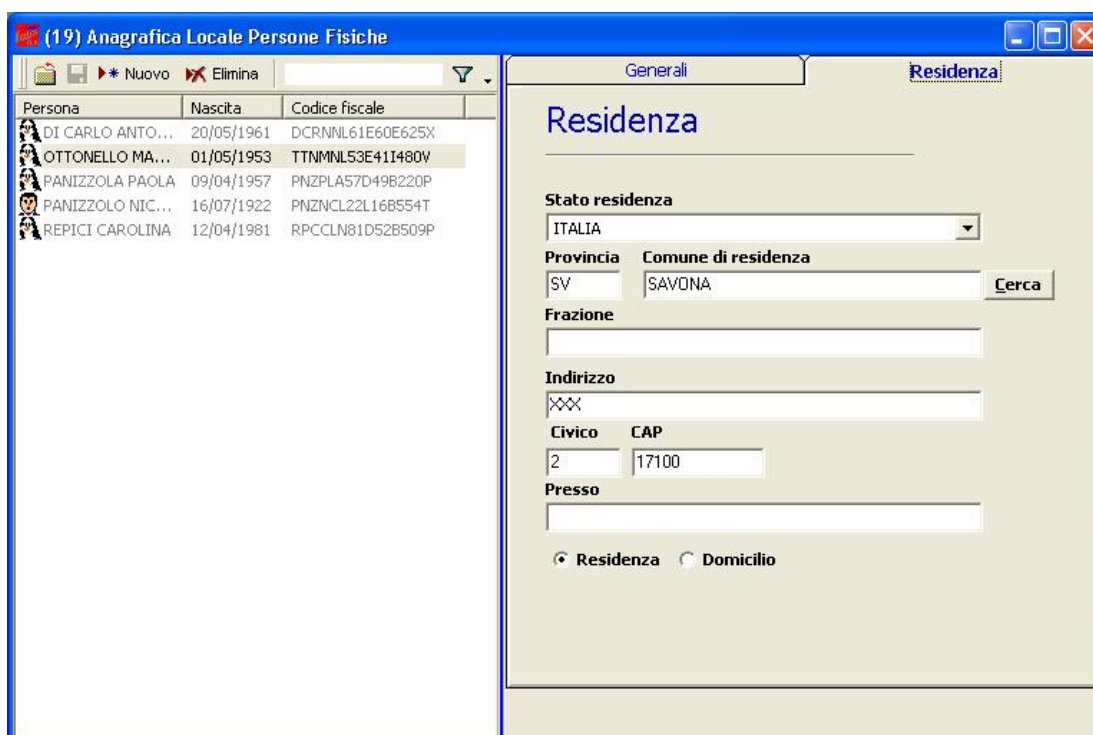 (19) Anagrafica Locale Persone Fisiche
Nuovo Elimina
Generali Residenza
Persona Nascita Codice fiscale
DI CARLO ANTO... 20/05/1961 DCRNNL61E60E625X
OTTONELLO MA... 01/05/1953 TTNMNL53E41I480V
PANIZZOLA PAOLA 09/04/1957 PNZPLA57D49B220P
PANIZZOLO NIC... 16/07/1922 PNZNCL22L16B554T
REPICI CAROLINA 12/04/1981 RPCCLN81D52B509P
Residenza
Stato residenza
ITALIA
Provincia Comune di residenza
SV SAVONA Cerca
Frazione
Indirizzo
XXX
Civico CAP
2 17100
Presso
Residenza Domicilio